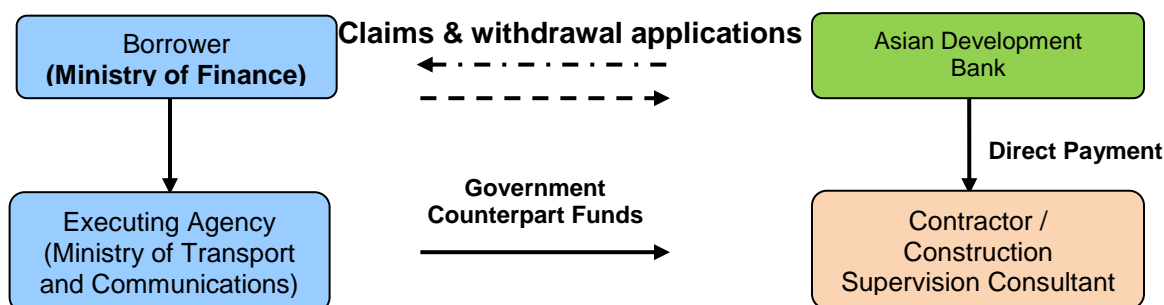 Borrower
(Ministry of Finance)
Claims & withdrawal applications
Asian Development
Bank
Direct Payment
Executing Agency
(Ministry of Transport
and Communications)
Government
Counterpart Funds
Contractor /
Construction
Supervision Consultant